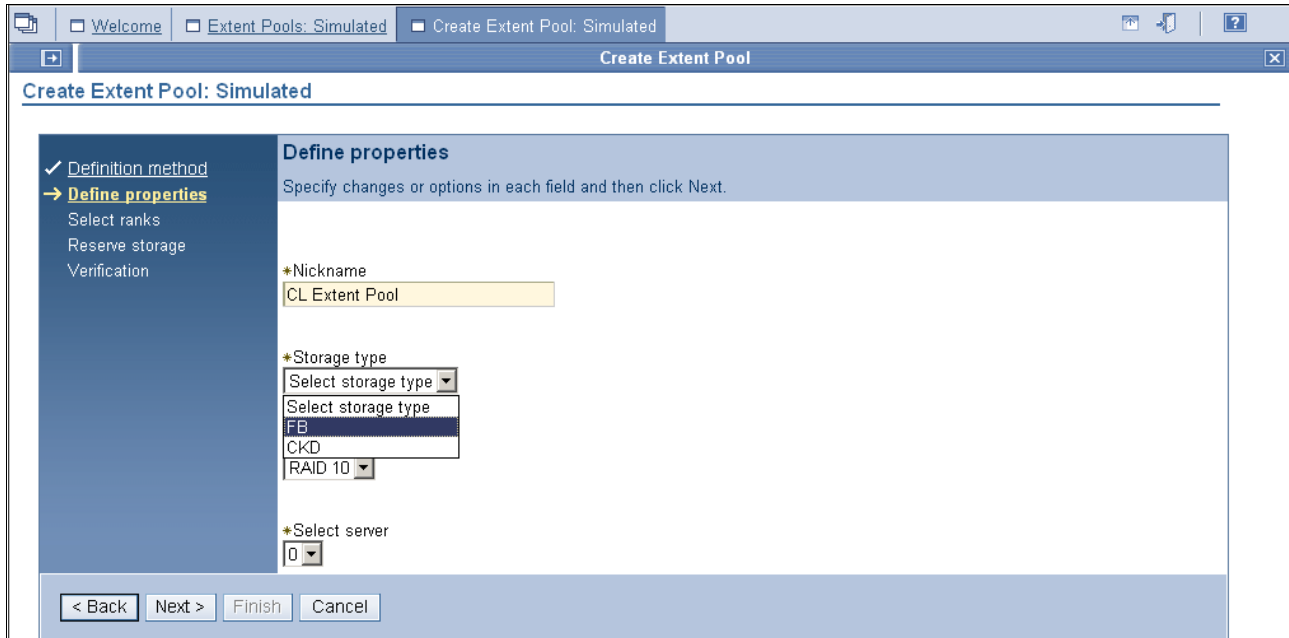 Welcome Extent Pools: Simulated Create Extent Pool: Simulated ?
Create Extent Pool
Create Extent Pool: Simulated
Definition method
Define properties
Select ranks
Reserve storage
Verification
Define properties
Specify changes or options in each field and then click Next.
*Nickname
CL Extent Pool
*Storage type
Select storage type
Select storage type
FB
CKD
RAID 10
*Select server
0
< Back Next > Finish Cancel